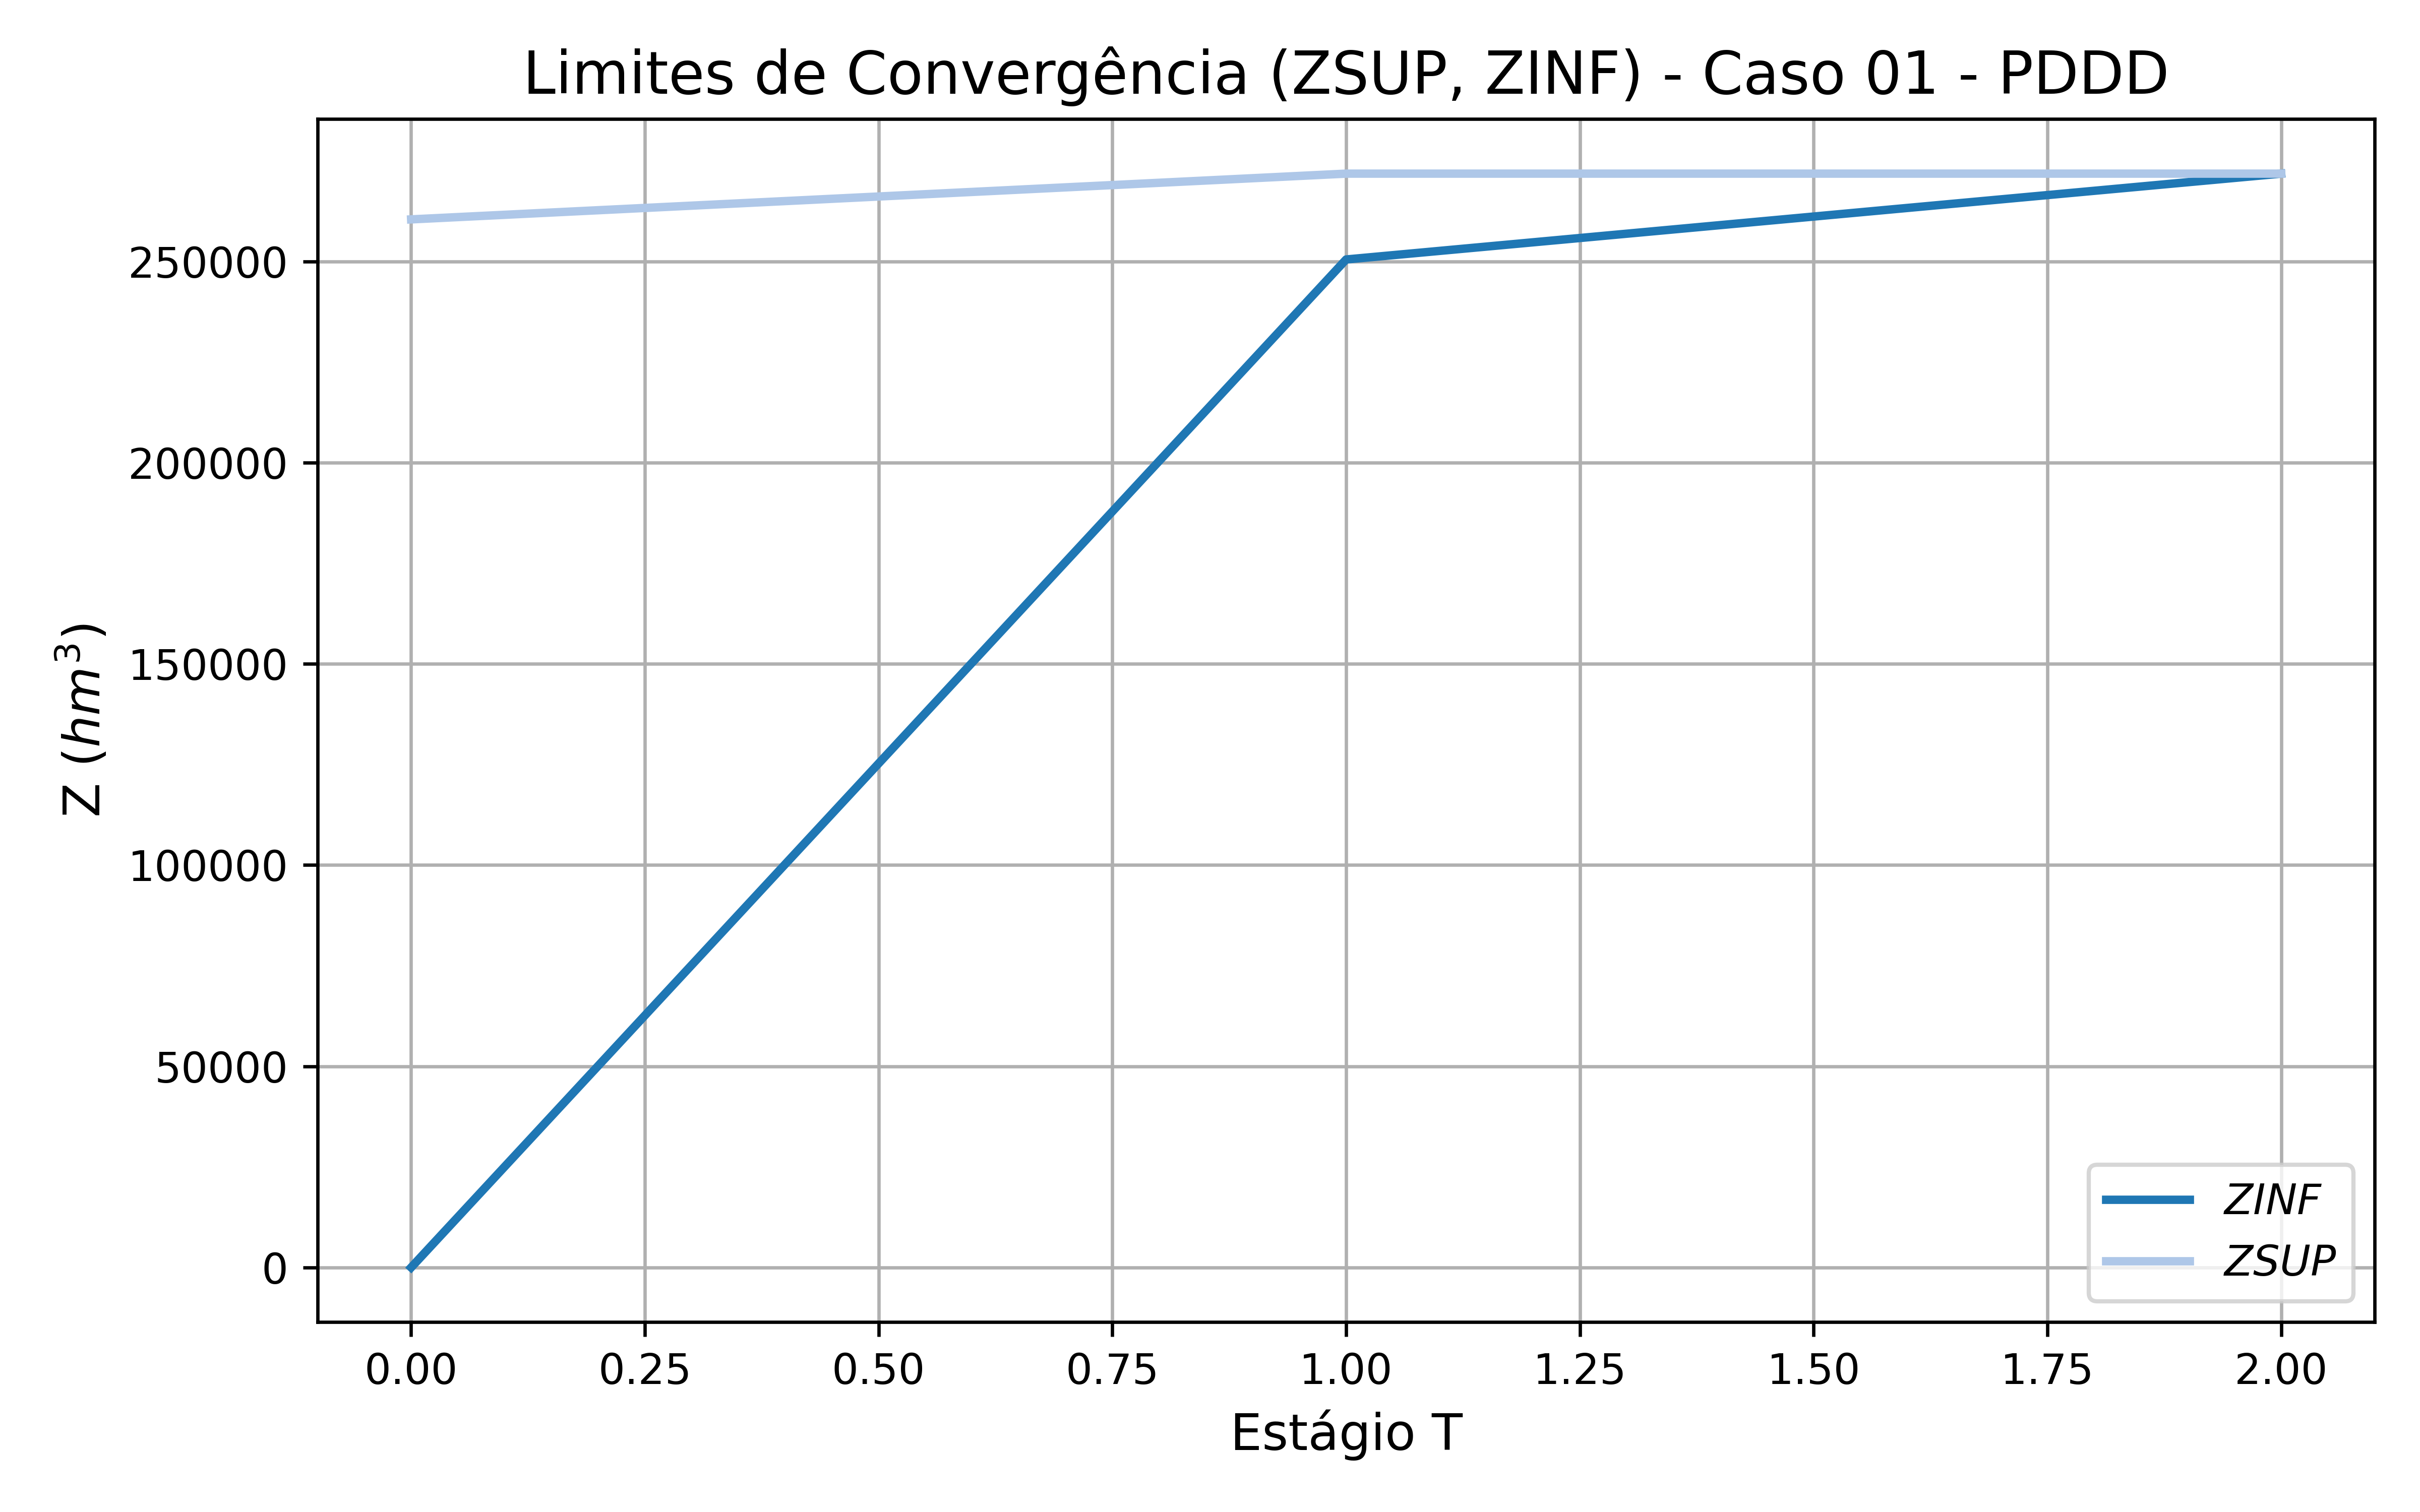 Limites de Convergência (ZSUP, ZINF) - Caso 01 - PDDD
Z (hm³)
250000
200000
150000
100000
50000
0
0.00 0.25 0.50 0.75 1.00 1.25 1.50 1.75 2.00
Estágio T
ZINF
ZSUP